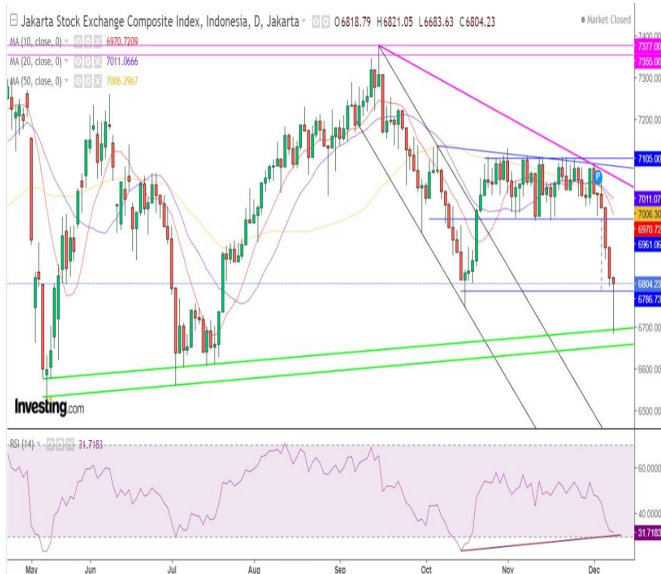 Jakarta Stock Exchange Composite Index, Indonesia, D, Jakarta O6818.79 H6821.05 L6683.63 C6804.23 Market Closed
MA (10, close, 0) 6970.7209
MA (20, close, 0) 7011.0666
MA (50, close, 0) 7006.2967
7400.00
7377.00
7355.00
7300.00
7200.00
7105.00
7011.07
7006.30
6970.72
6961.06
6804.23
6786.73
6700.00
6600.00
6500.00
Investing.com
RSI (14) 31.7183
60.0000
40.0000
31.7183
May Jun Jul Aug Sep Oct Nov Dec